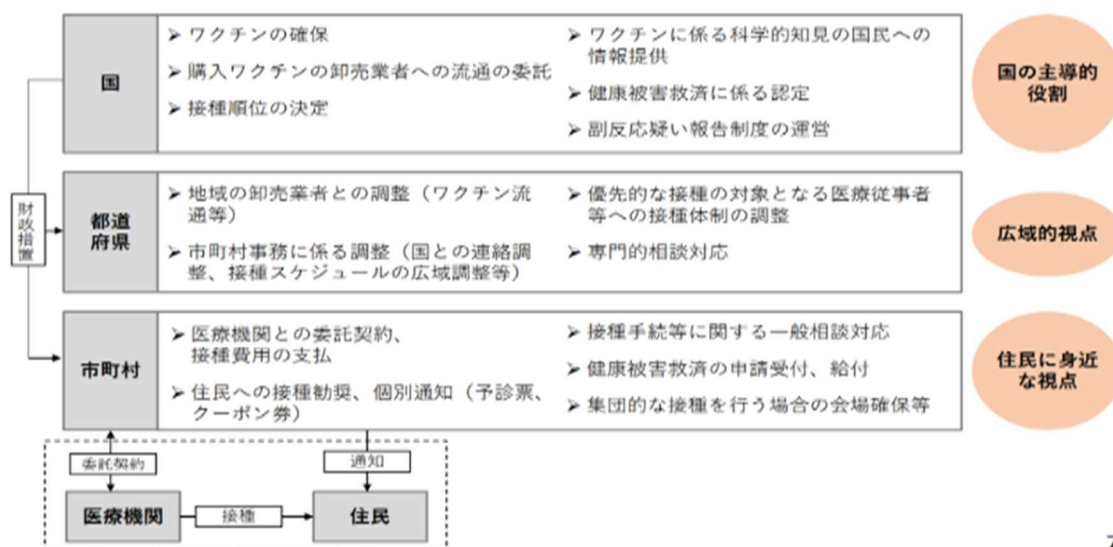 国
➤ ワクチンの確保
➤ 購入ワクチンの卸売業者への流通の委託
➤ 接種順位の決定
➤ ワクチンに係る科学的知見の国民への
情報提供
➤ 健康被害救済に係る認定
➤ 副反応疑い報告制度の運営
国の主導的
役割
財政措置
都道
府県
➤ 地域の卸売業者との調整（ワクチン流
通等）
➤ 市町村事務に係る調整（国との連絡調
整、接種スケジュールの広域調整等）
➤ 優先的な接種の対象となる医療従事者
等への接種体制の調整
➤ 専門的相談対応
広域的視点
市町村
➤ 医療機関との委託契約、
接種費用の支払
➤ 住民への接種勧奨、個別通知（予診票、
クーポン券）
➤ 接種手続等に関する一般相談対応
➤ 健康被害救済の申請受付、給付
➤ 集団的な接種を行う場合の会場確保等
住民に身近
な視点
委託契約
通知
医療機関
接種
住民